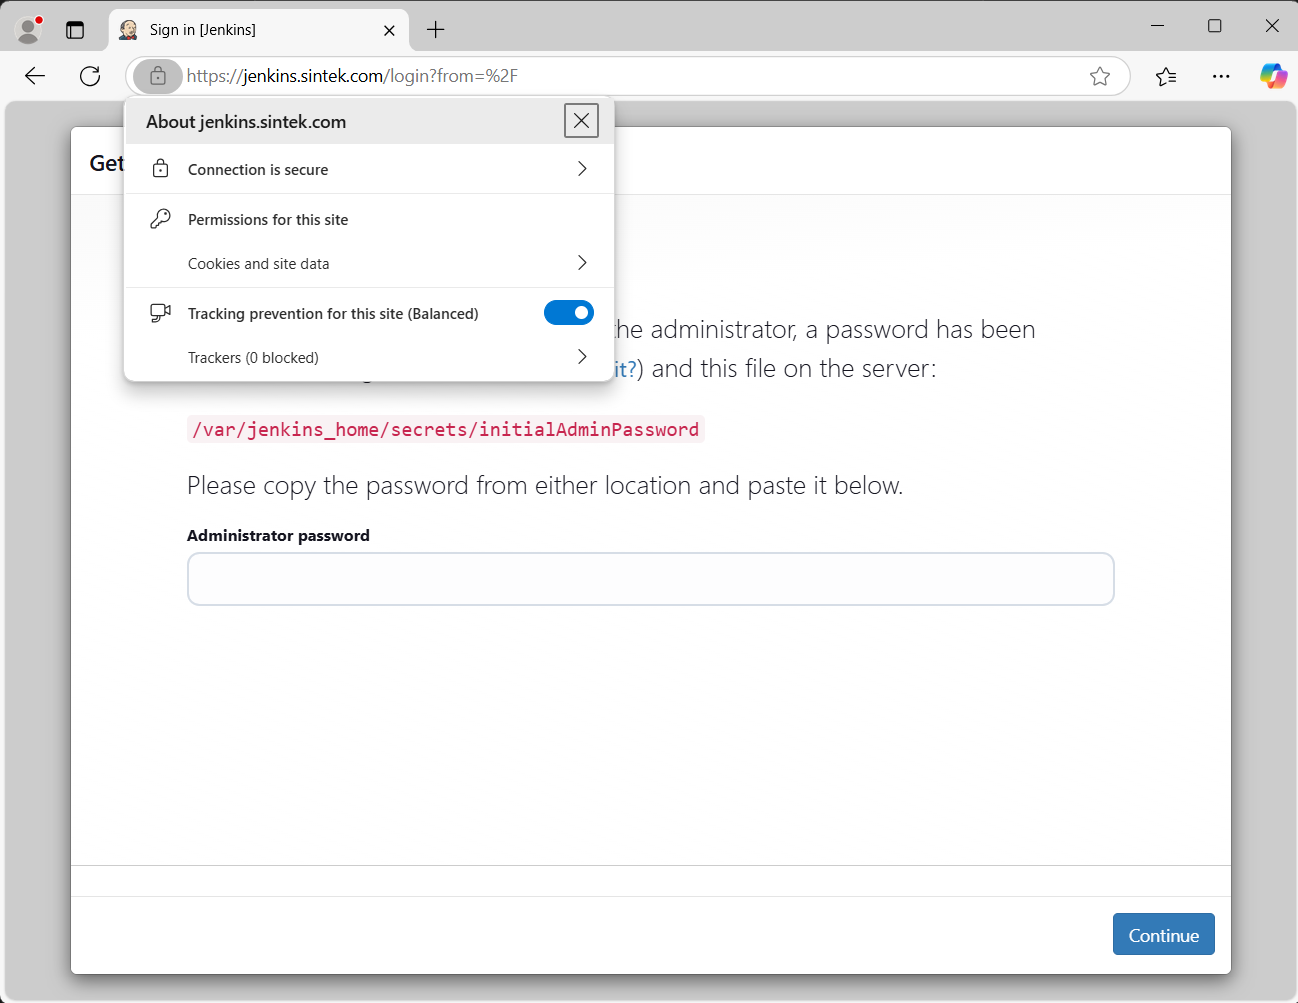 Sign in [Jenkins]
https://jenkins.sintek.com/login?from=%2F
About jenkins.sintek.com
Connection is secure
Permissions for this site
Cookies and site data
Tracking prevention for this site (Balanced)
Trackers (0 blocked)
Get
the administrator, a password has been
it?) and this file on the server:
/var/jenkins_home/secrets/initialAdminPassword
Please copy the password from either location and paste it below.
Administrator password
Continue